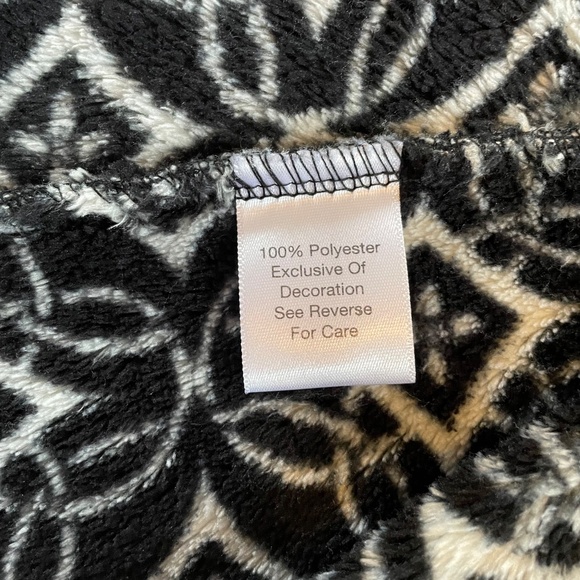 100% Polyester
Exclusive Of
Decoration
See Reverse
For Care